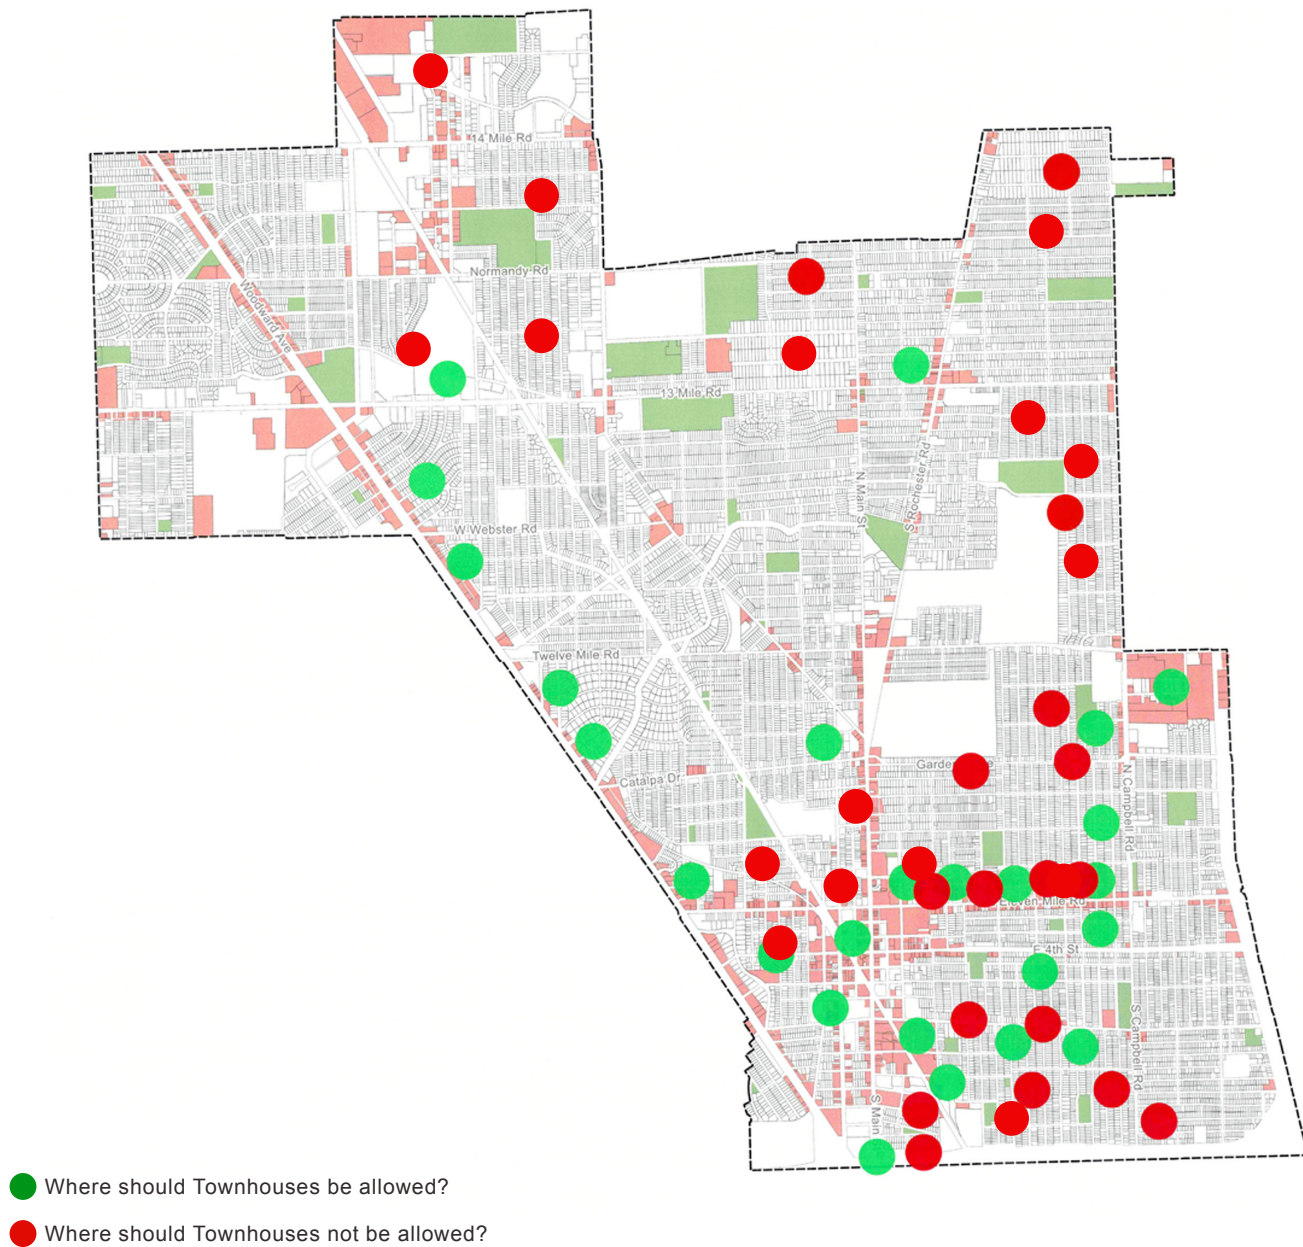 14 Mile Rd
Normandy Rd
Woodward Ave
13 Mile Rd
N Main St
S Rochester Rd
W Webster Rd
Twelve Mile Rd
Catalpa Dr
N Campbell Rd
Eleven Mile Rd
E 4th St
S Campbell Rd
S Main
Where should Townhouses be allowed?
Where should Townhouses not be allowed?